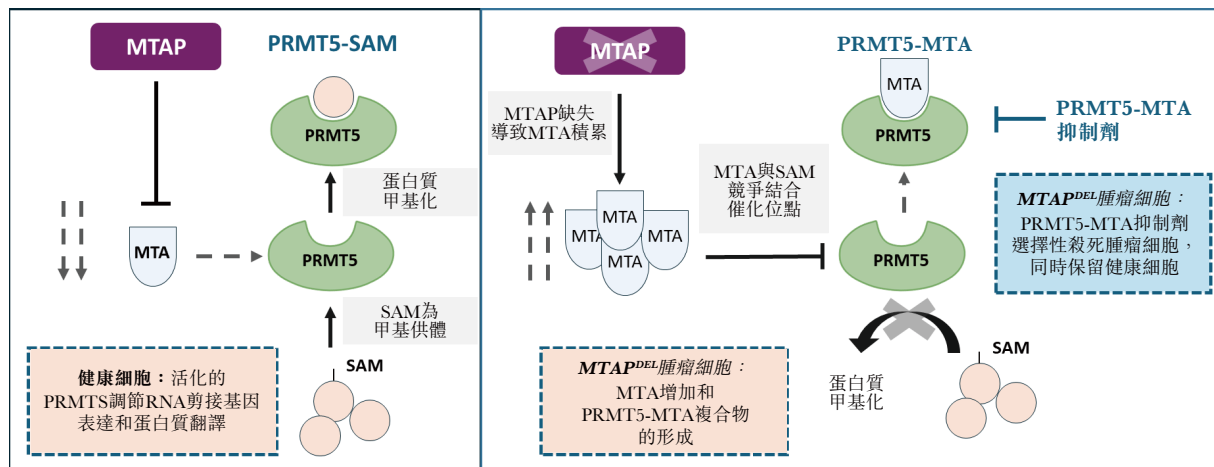 MTAP
PRMT5-SAM
PRMT5
蛋白質
甲基化
MTA
PRMT5
SAM為
甲基供體
SAM
健康細胞：活化的
PRMTS調節RNA剪接基因
表達和蛋白質翻譯
MTAP
PRMT5-MTA
MTA
PRMT5
PRMT5-MTA
抑制劑
MTAP缺失
導致MTA積累
MTA與SAM
競爭結合
催化位點
MTA
MTA
MTA
MTA
PRMT5
MTAPDEL腫瘤細胞：
PRMT5-MTA抑制劑
選擇性殺死腫瘤細胞，
同時保留健康細胞
SAM
蛋白質
甲基化
MTAPDEL腫瘤細胞：
MTA增加和
PRMT5-MTA複合物
的形成